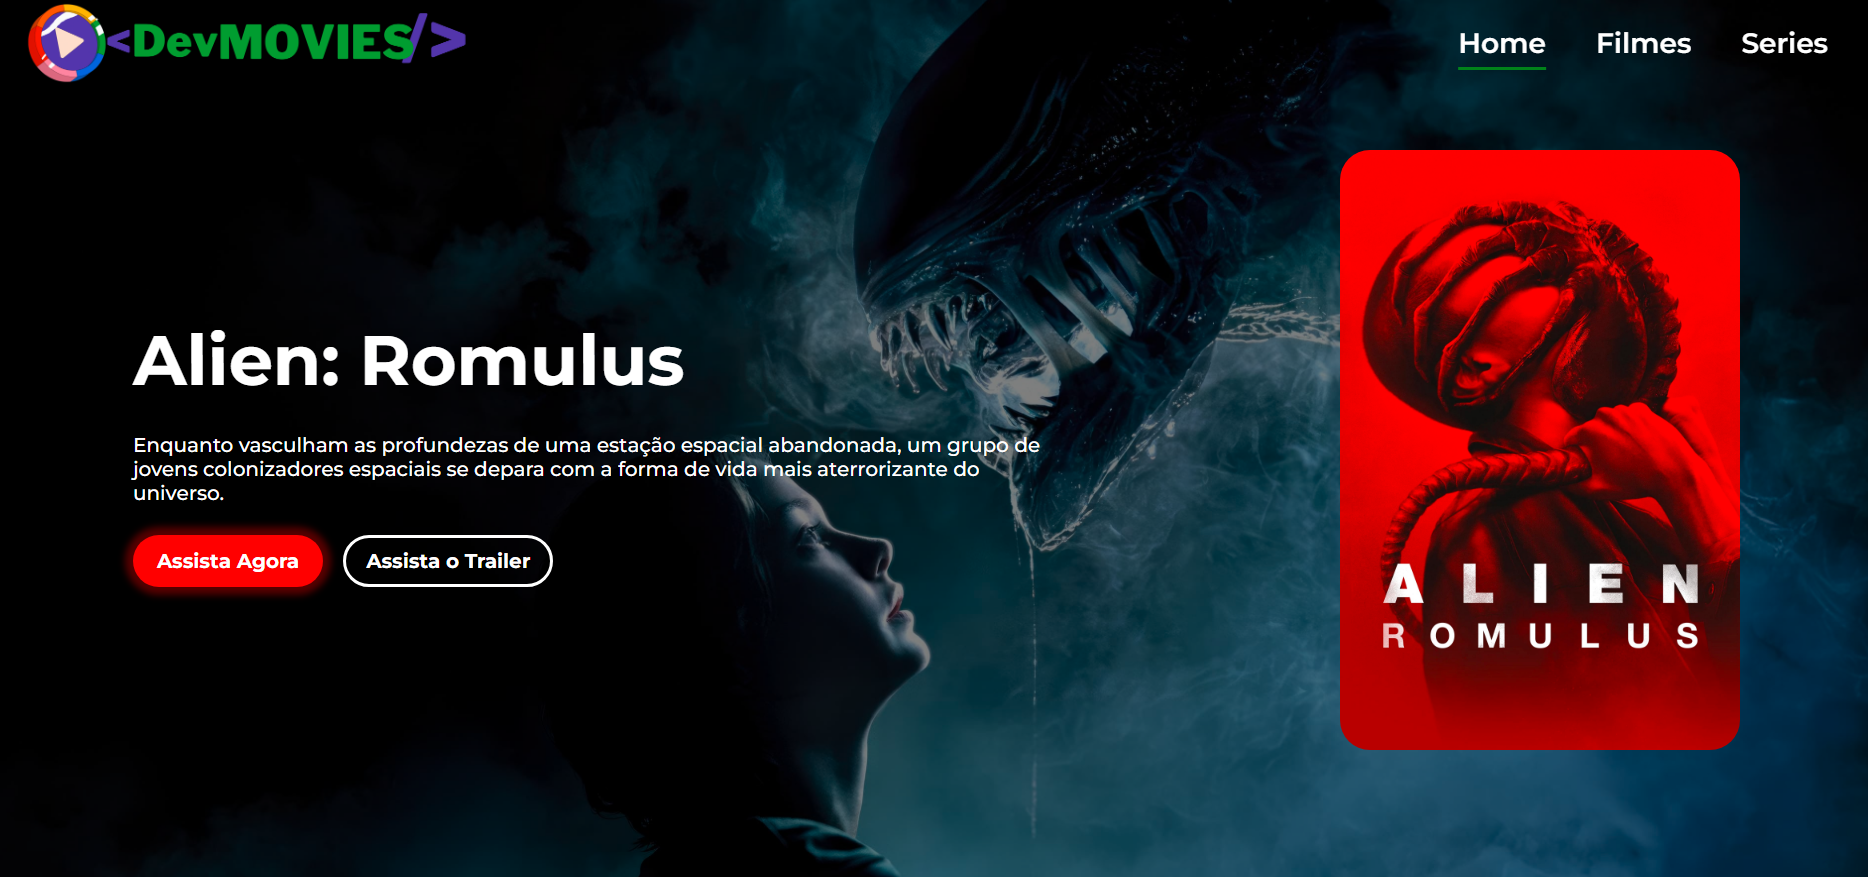 <DevMOVIES/>
Home
Filmes
Series
Alien: Romulus
Enquanto vasculham as profundezas de uma estação espacial abandonada, um grupo de
jovens colonizadores espaciais se depara com a forma de vida mais aterrorizante do
universo.
Assista Agora
Assista o Trailer
ALIEN
ROMULUS